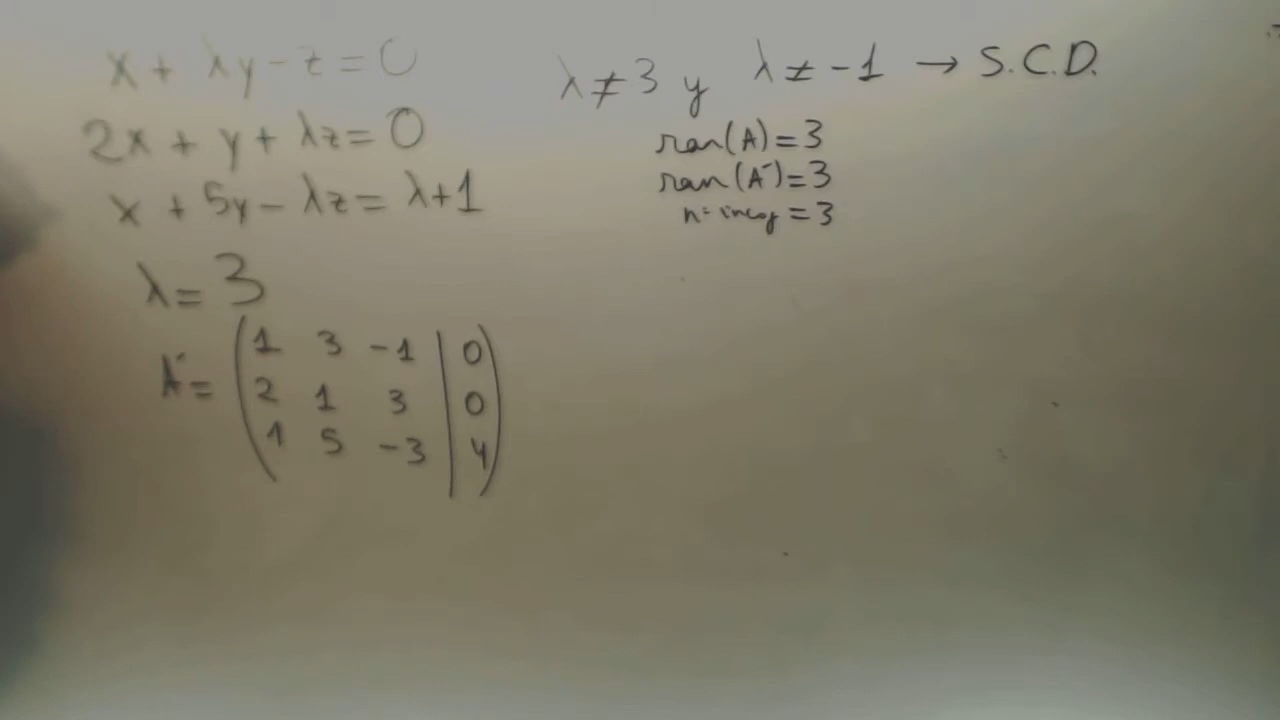 x + λy - z = 0
2x + y + λz = 0
x + 5y - λz = λ+1
λ ≠ 3 y λ ≠ -1 → S.C.D.
ran(A) = 3
ran(A´) = 3
nº incog = 3
λ = 3
A´ = ( 1 3 -1 | 0
2 1 3 | 0
1 5 -3 | 4 )